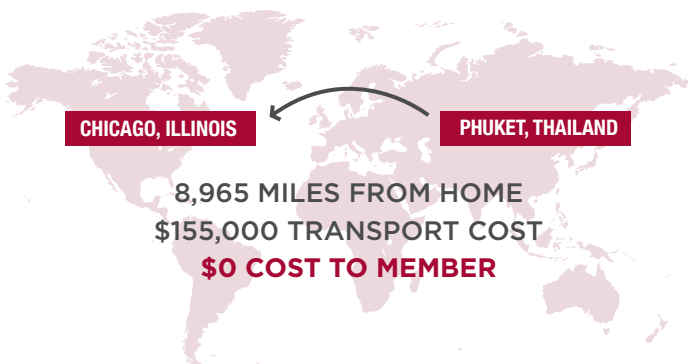 CHICAGO, ILLINOIS
PHUKET, THAILAND
8,965 MILES FROM HOME
$155,000 TRANSPORT COST
$0 COST TO MEMBER